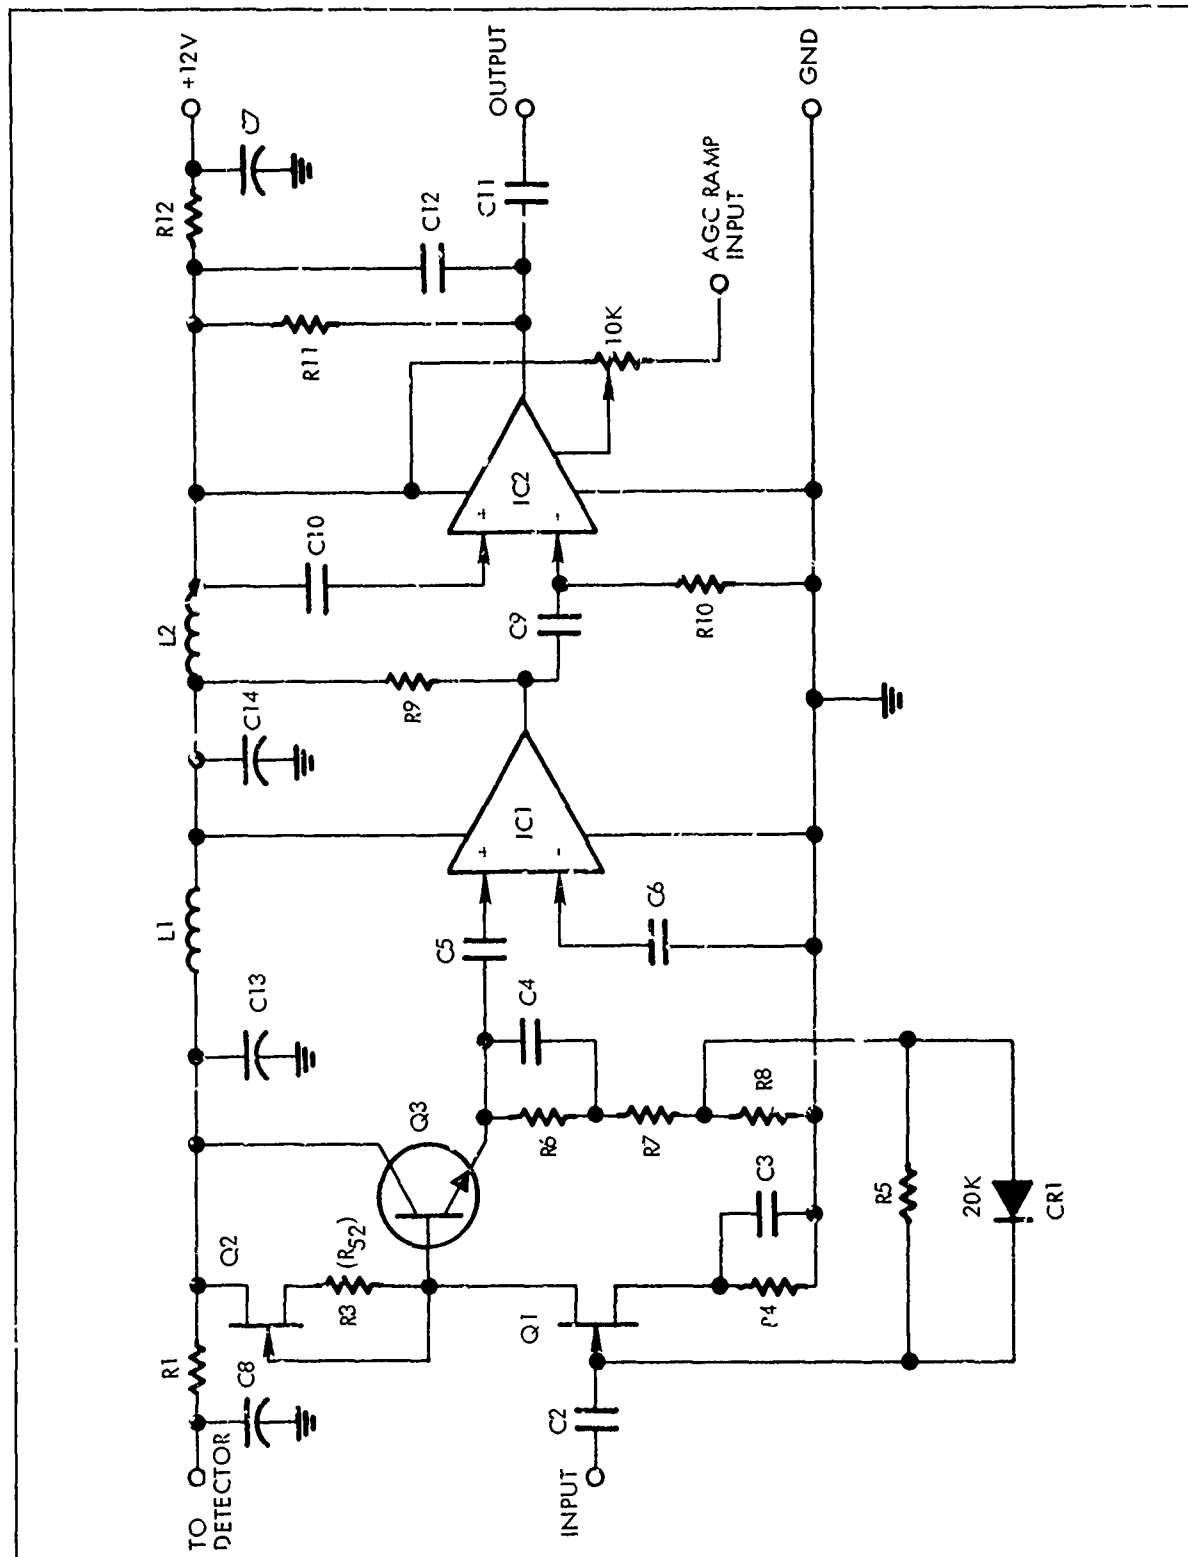 TO
DETECTOR
C8
R1
Q2
R3
(R52)
Q3
C13
L1
C14
L2
R12
C7
+12V
R9
C10
R11
C12
C11
OUTPUT
INPUT
C2
Q1
C3
R6
R7
R8
C4
C5
C6
IC1
+
-
C9
R10
IC2
+
-
10K
AGC RAMP
INPUT
GND
R5
20K
CR1